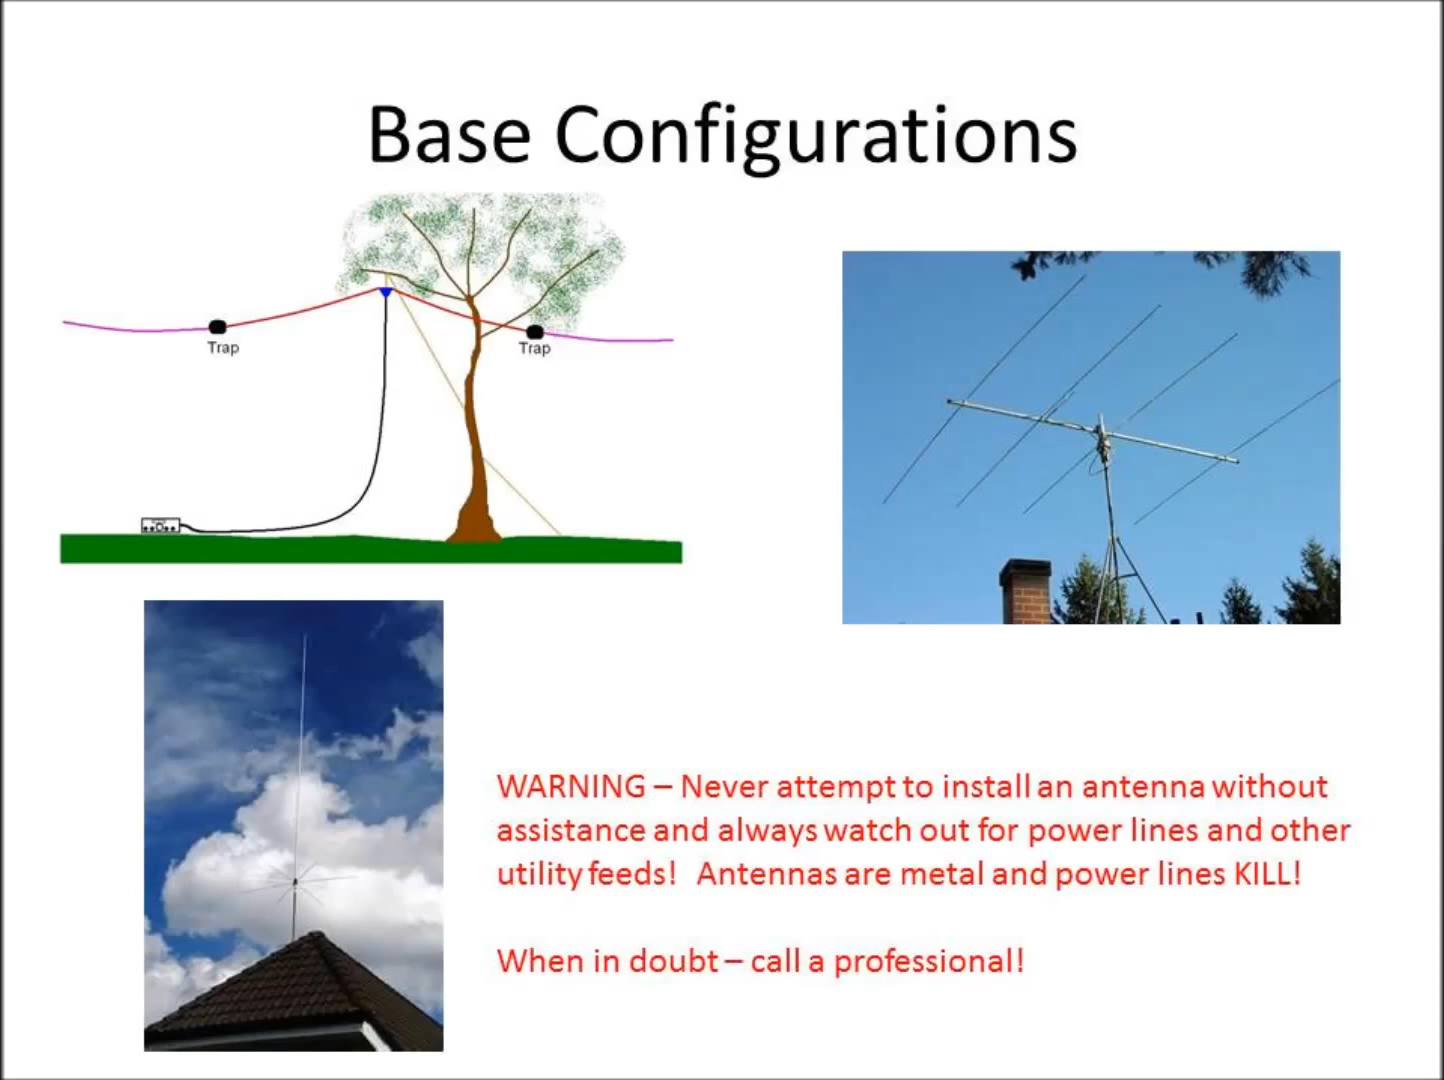 Base Configurations
Trap
Trap
WARNING – Never attempt to install an antenna without
assistance and always watch out for power lines and other
utility feeds!  Antennas are metal and power lines KILL!
When in doubt – call a professional!